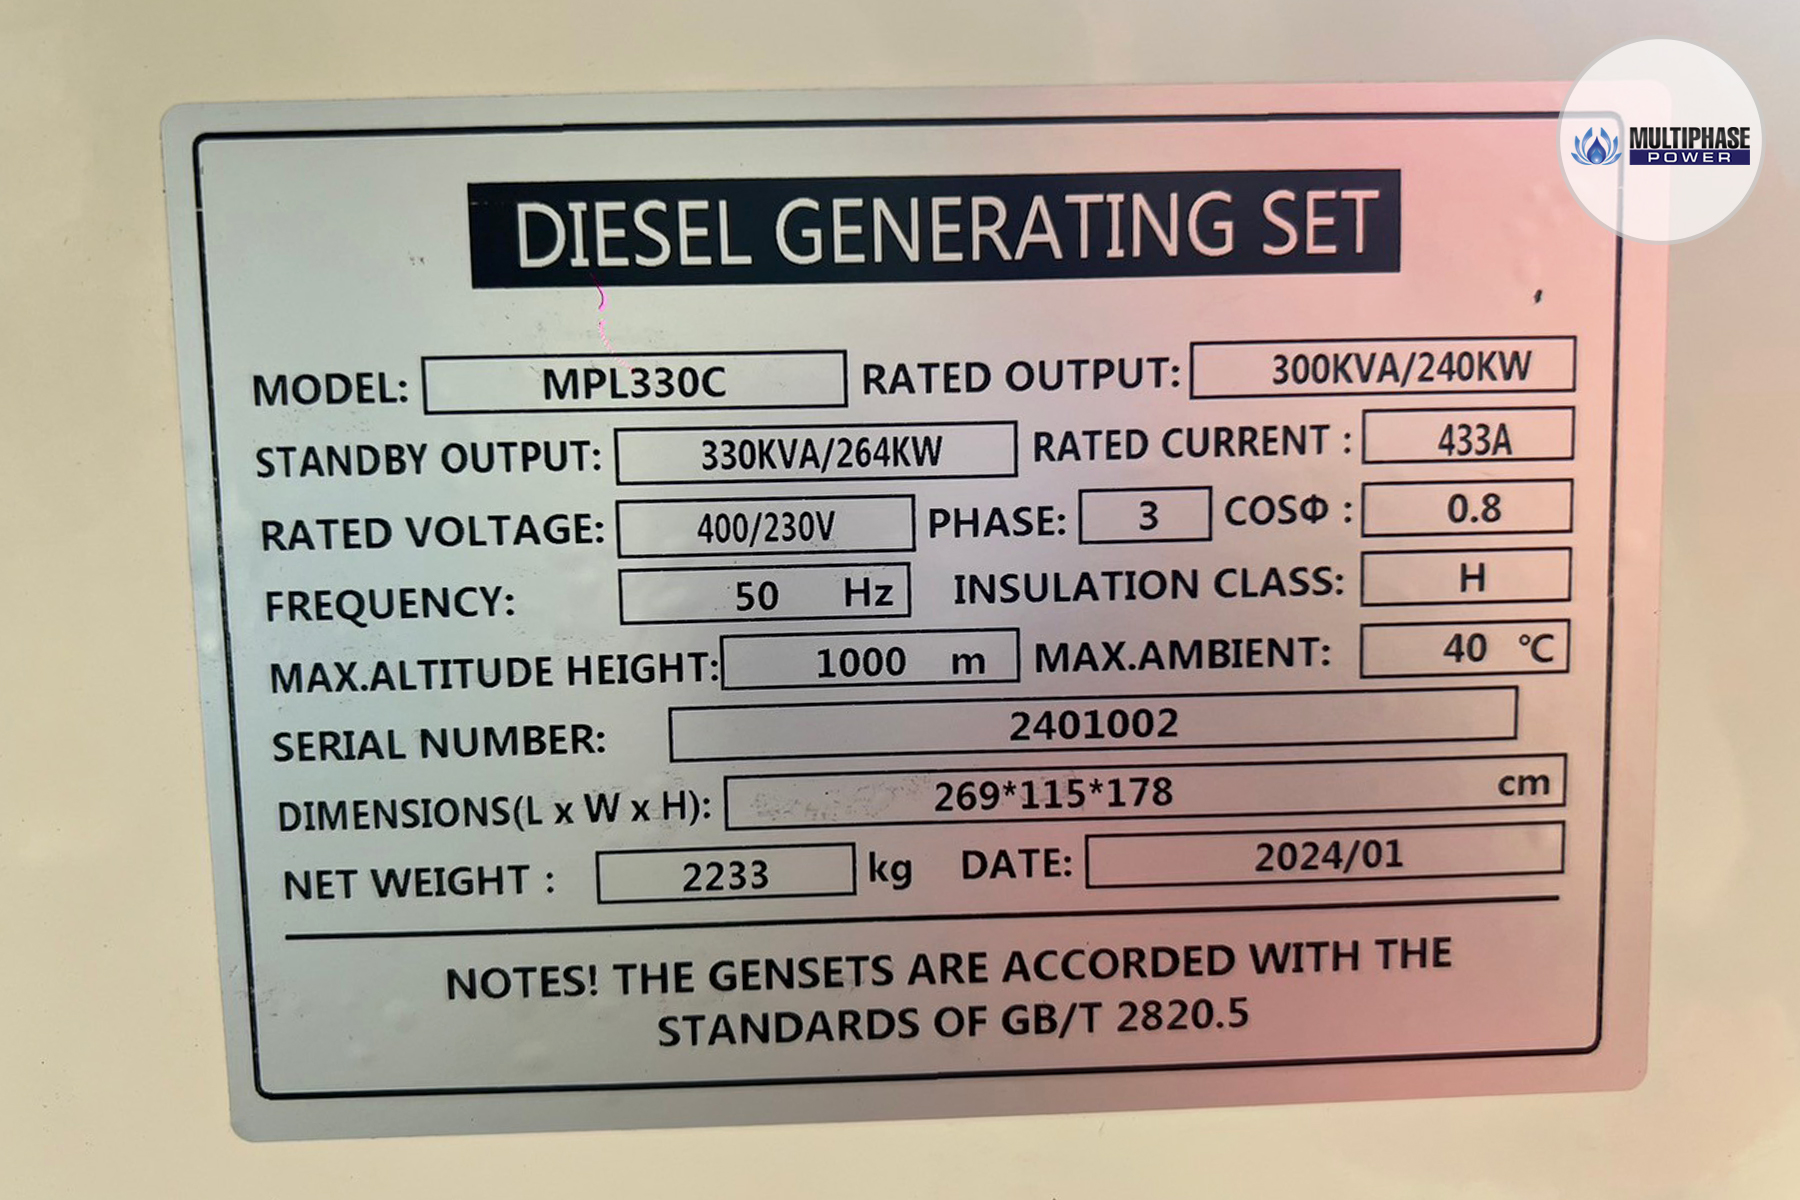 MULTIPHASE
POWER
DIESEL GENERATING SET
MODEL: MPL330C RATED OUTPUT: 300KVA/240KW
STANDBY OUTPUT: 330KVA/264KW RATED CURRENT : 433A
RATED VOLTAGE: 400/230V PHASE: 3 COSΦ : 0.8
FREQUENCY: 50 Hz INSULATION CLASS: H
MAX.ALTITUDE HEIGHT: 1000 m MAX.AMBIENT: 40 ℃
SERIAL NUMBER: 2401002
DIMENSIONS(L x W x H): 269*115*178 cm
NET WEIGHT : 2233 kg DATE: 2024/01
NOTES! THE GENSETS ARE ACCORDED WITH THE
STANDARDS OF GB/T 2820.5